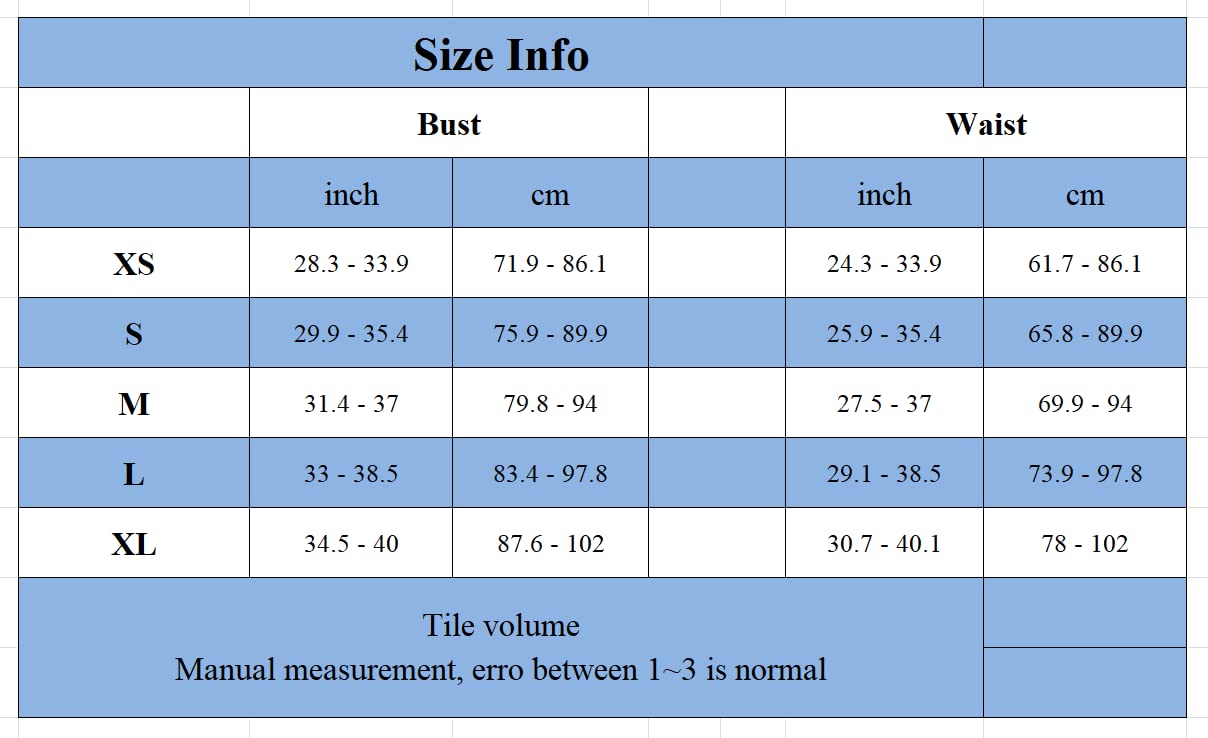 Size Info
Bust Waist
inch cm inch cm
XS 28.3 - 33.9 71.9 - 86.1 24.3 - 33.9 61.7 - 86.1
S 29.9 - 35.4 75.9 - 89.9 25.9 - 35.4 65.8 - 89.9
M 31.4 - 37 79.8 - 94 27.5 - 37 69.9 - 94
L 33 - 38.5 83.4 - 97.8 29.1 - 38.5 73.9 - 97.8
XL 34.5 - 40 87.6 - 102 30.7 - 40.1 78 - 102
Tile volume
Manual measurement, erro between 1~3 is normal